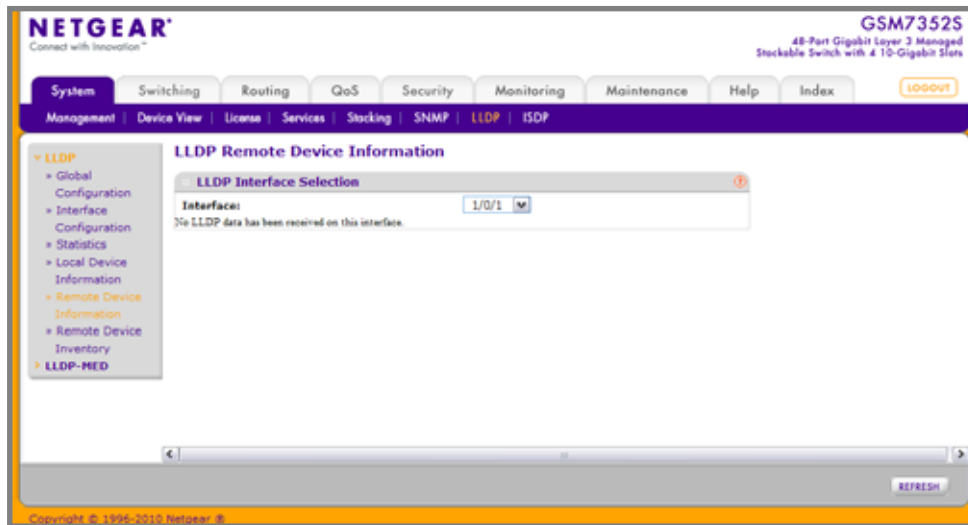 NETGEAR®
Connect with Innovation™
GSM7352S
48-Port Gigabit Layer 3 Managed
Stackable Switch with 4 10-Gigabit Slots
System Switching Routing QoS Security Monitoring Maintenance Help Index LOGOUT
Management | Device View | License | Services | Stacking | SNMP | LLDP | ISDP
LLDP
» Global
Configuration
» Interface
Configuration
» Statistics
» Local Device
Information
» Remote Device
Information
» Remote Device
Inventory
LLDP-MED
LLDP Remote Device Information
LLDP Interface Selection
Interface: 1/0/1
No LLDP data has been received on this interface.
REFRESH
Copyright © 1996-2010 Netgear ®